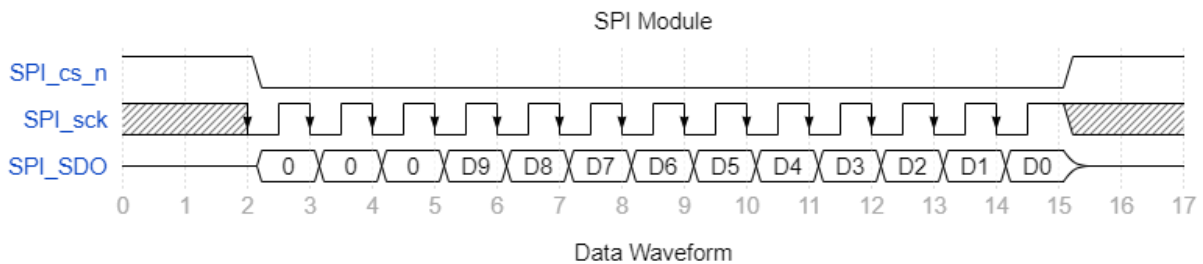 SPI Module
SPI_cs_n
SPI_sck
SPI_SDO 0 0 0 D9 D8 D7 D6 D5 D4 D3 D2 D1 D0
0 1 2 3 4 5 6 7 8 9 10 11 12 13 14 15 16 17
Data Waveform